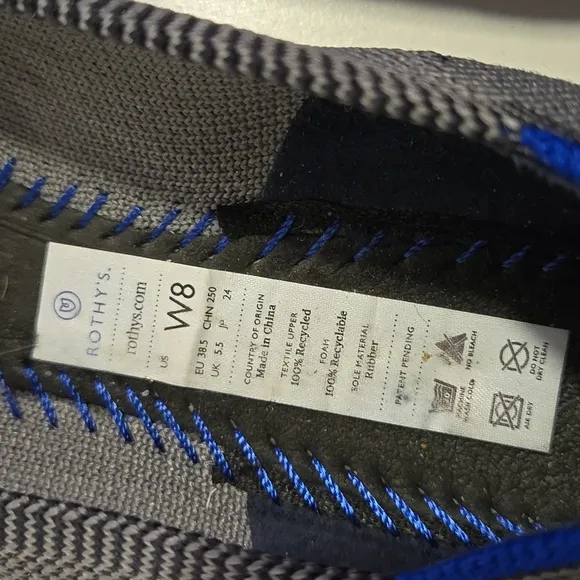 ROTHY'S.
rothys.com
US W8
EU 38.5 CHN 250
UK 5.5 JP 24
COUNTRY OF ORIGIN
Made In China
TEXTILE UPPER
100% Recycled
FOAM
100% Recyclable
SOLE MATERIAL
Rubber
PATENT PENDING
MACHINE WASH COLD
NO BLEACH
AIR DRY
DO NOT
DRY CLEAN